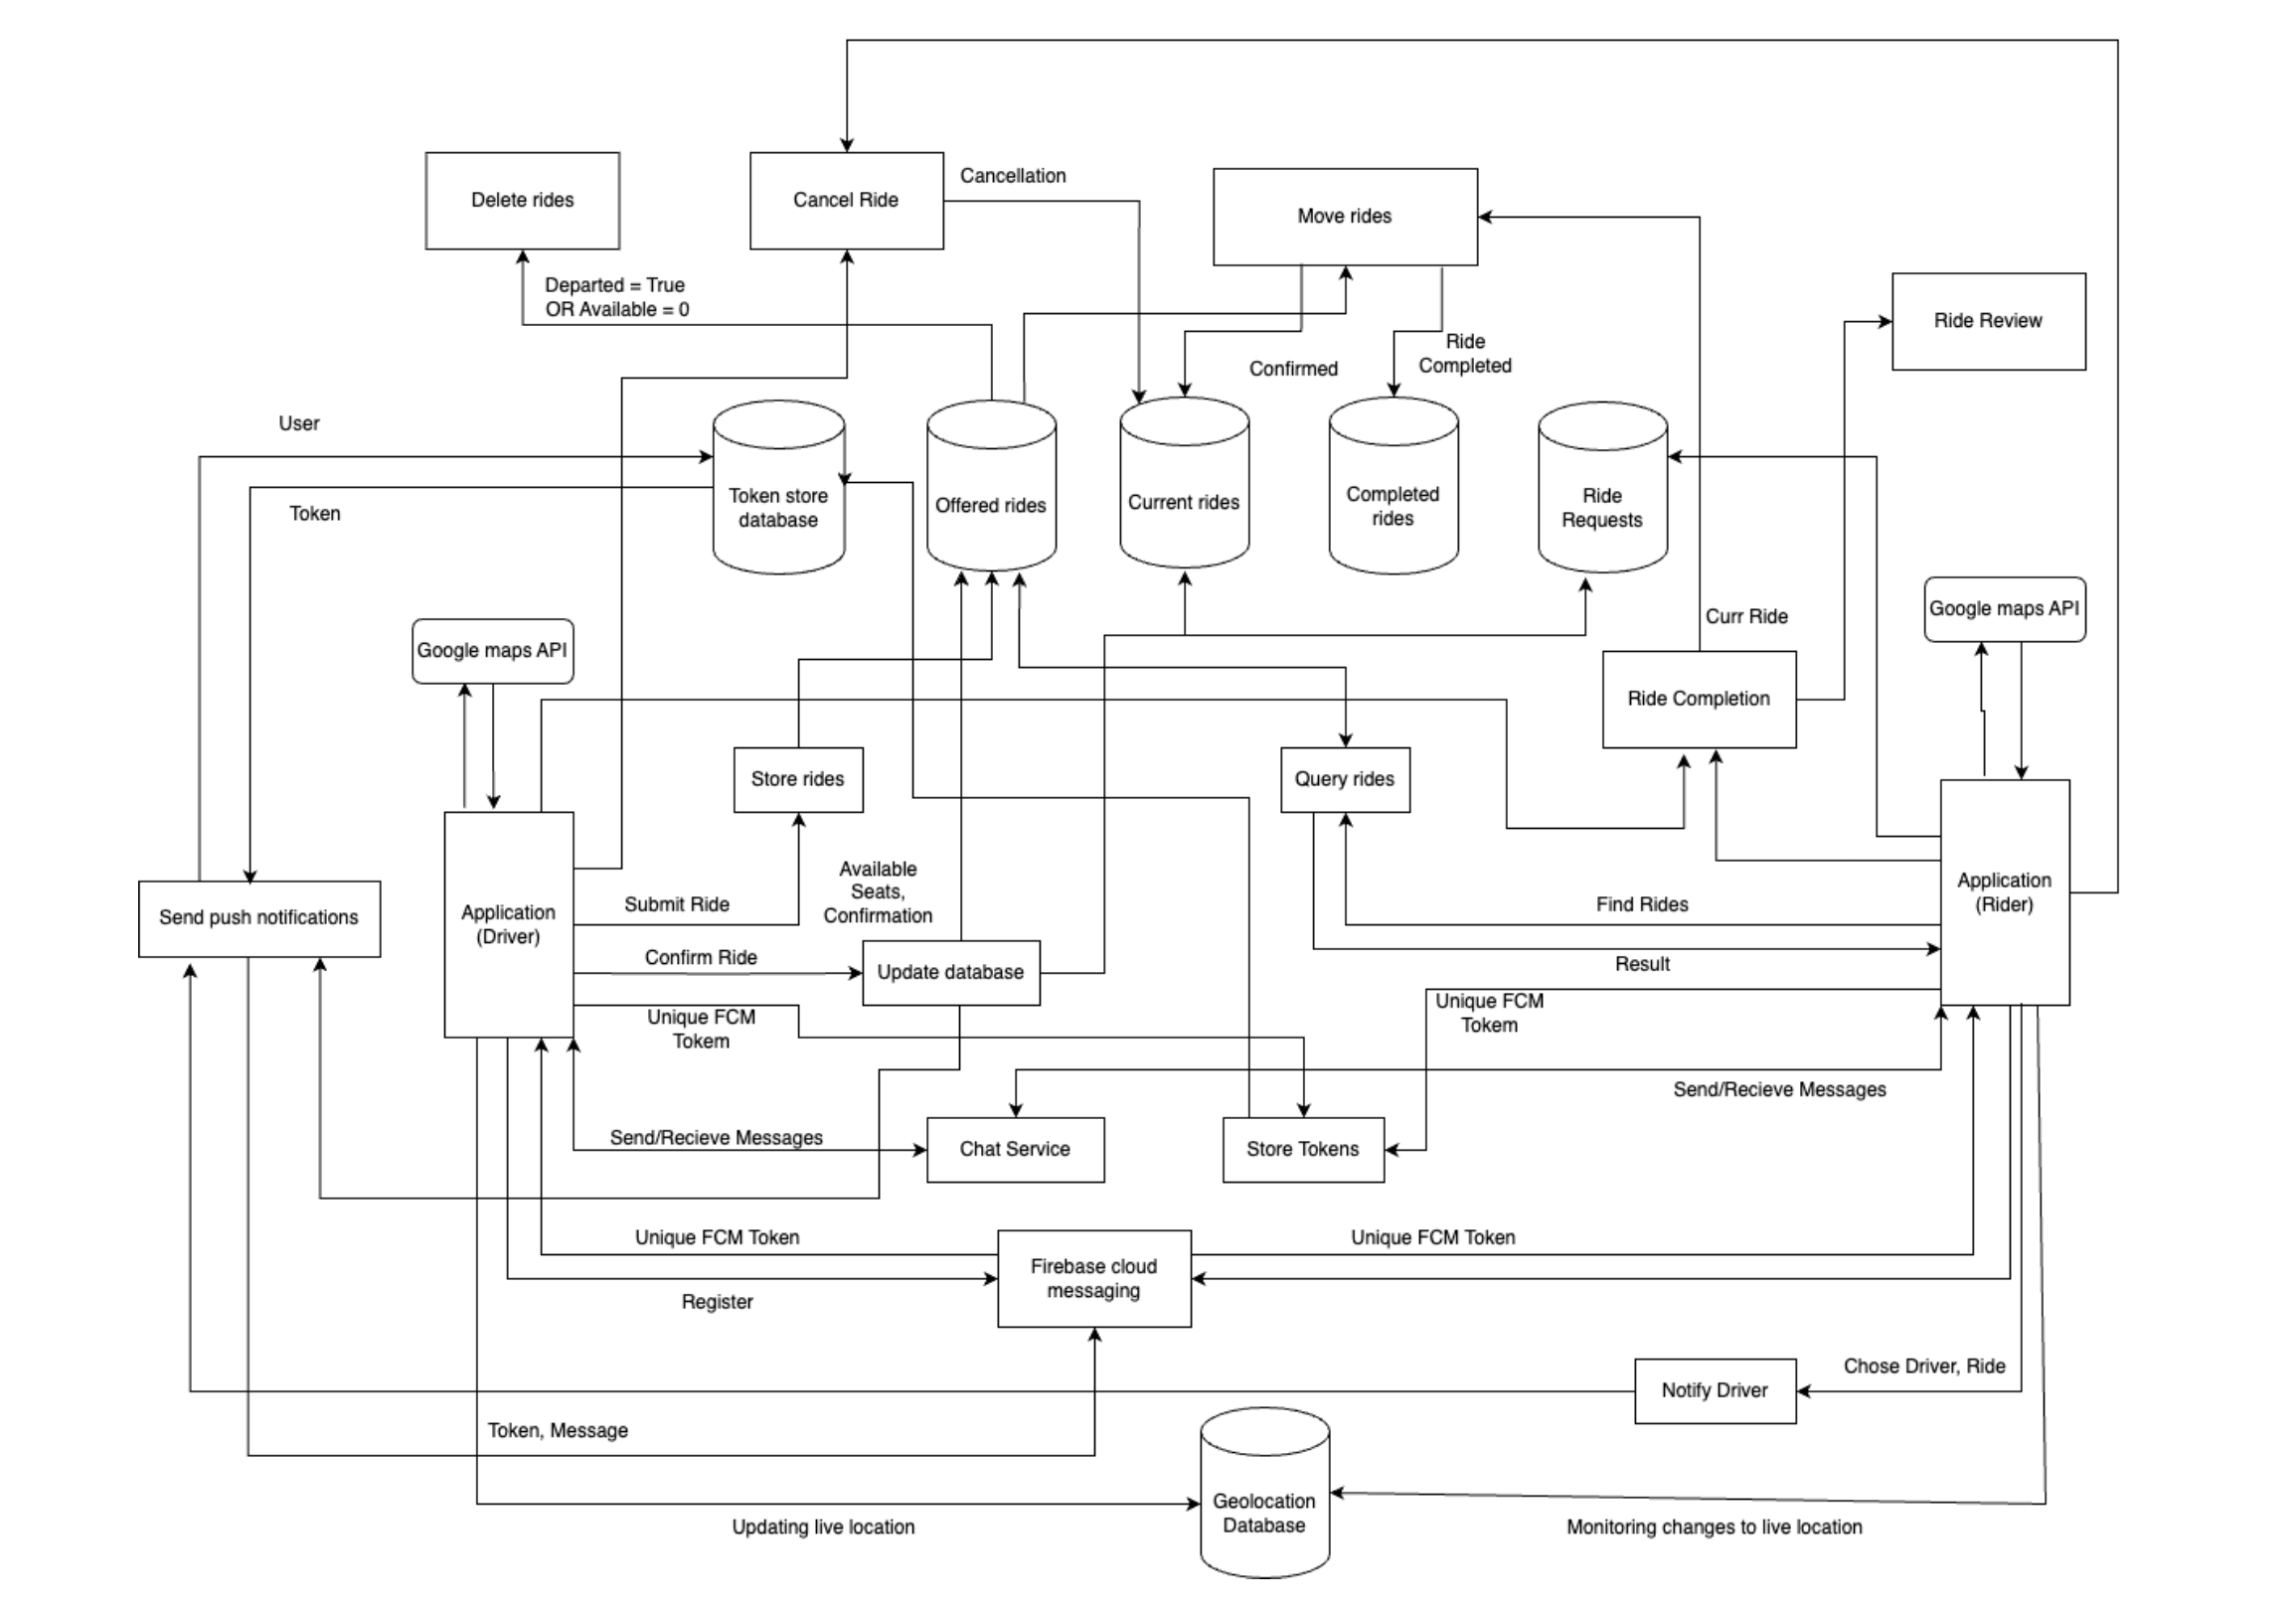 Delete rides
Cancel Ride
Cancellation
Move rides
Departed = True
OR Available = 0
Ride Review
Confirmed
Ride
Completed
User
Token
Token store
database
Offered rides
Current rides
Completed
rides
Ride
Requests
Google maps API
Curr Ride
Google maps API
Ride Completion
Store rides
Query rides
Available
Seats,
Confirmation
Submit Ride
Find Rides
Application
(Rider)
Send push notifications
Application
(Driver)
Confirm Ride
Update database
Result
Unique FCM
Tokem
Unique FCM
Tokem
Send/Recieve Messages
Send/Recieve Messages
Chat Service
Store Tokens
Unique FCM Token
Unique FCM Token
Firebase cloud
messaging
Register
Chose Driver, Ride
Notify Driver
Token, Message
Geolocation
Database
Updating live location
Monitoring changes to live location